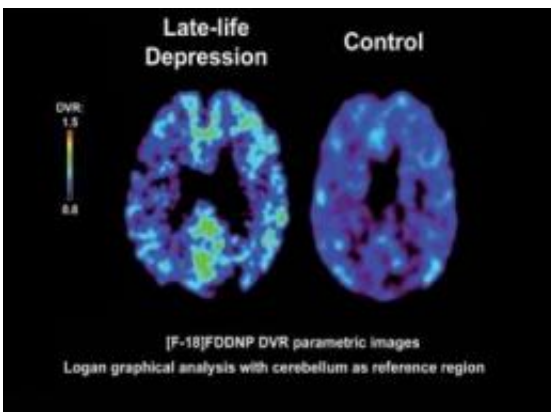 Late-life
Depression
Control
DVR
1.5
0.6
[F-18]FDDNP DVR parametric images
Logan graphical analysis with cerebellum as reference region